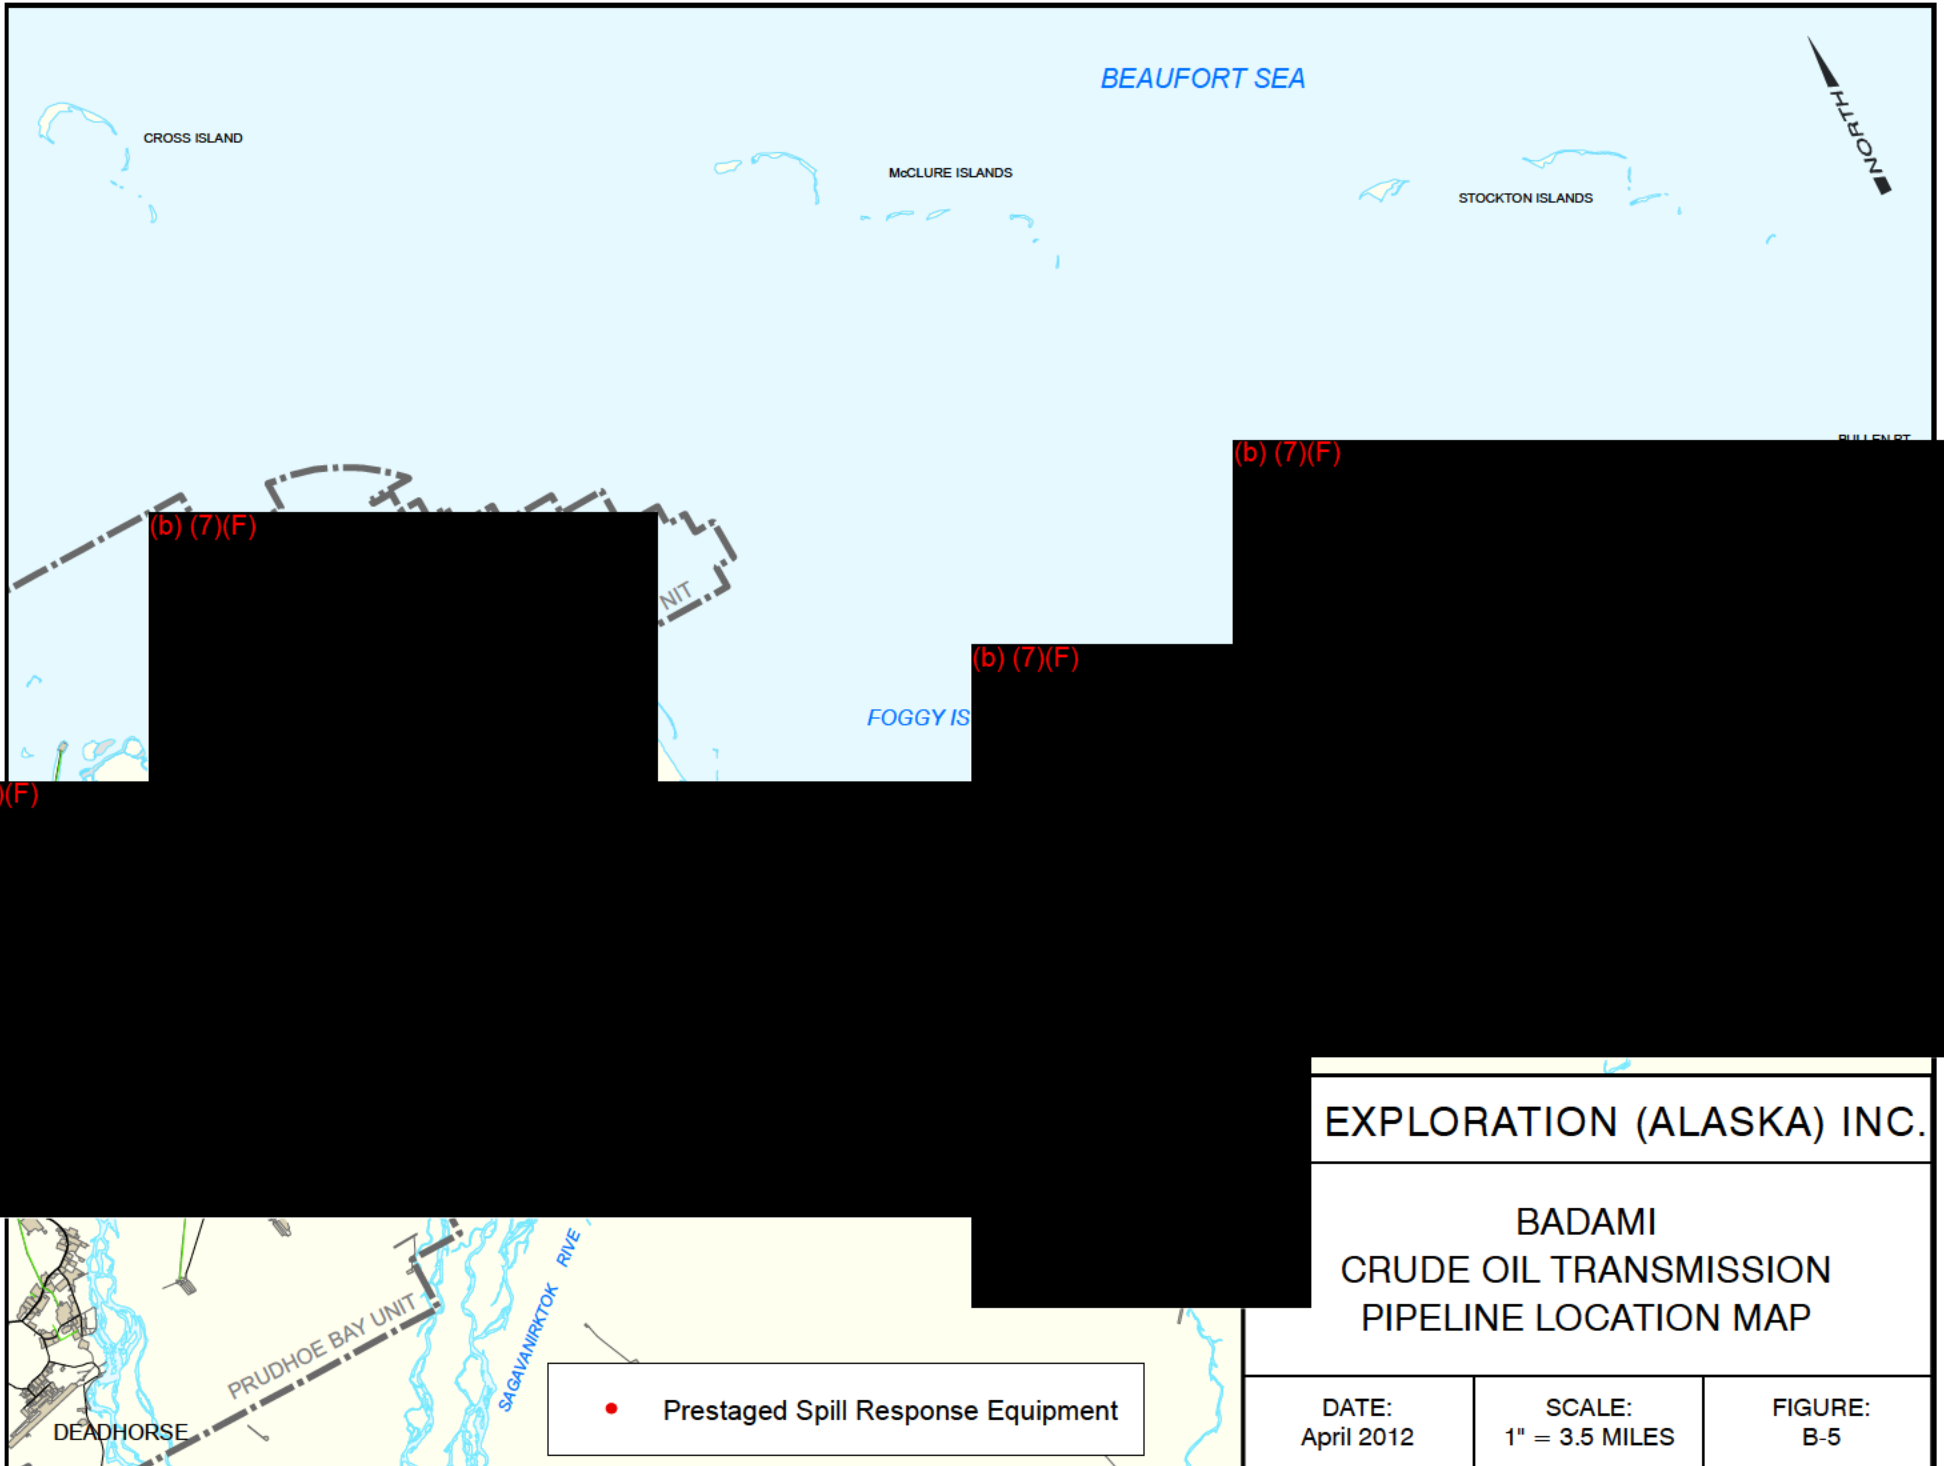 BEAUFORT SEA
NORTH
CROSS ISLAND
McCLURE ISLANDS
STOCKTON ISLANDS
BULLEN PT
(b) (7)(F)
(b) (7)(F)
NIT
(b) (7)(F)
FOGGY IS
)(F)
EXPLORATION (ALASKA) INC.
BADAMI
CRUDE OIL TRANSMISSION
PIPELINE LOCATION MAP
SAGAVANIRKTOK RIVE
PRUDHOE BAY UNIT
DEADHORSE
Prestaged Spill Response Equipment
DATE:
April 2012
SCALE:
1" = 3.5 MILES
FIGURE:
B-5